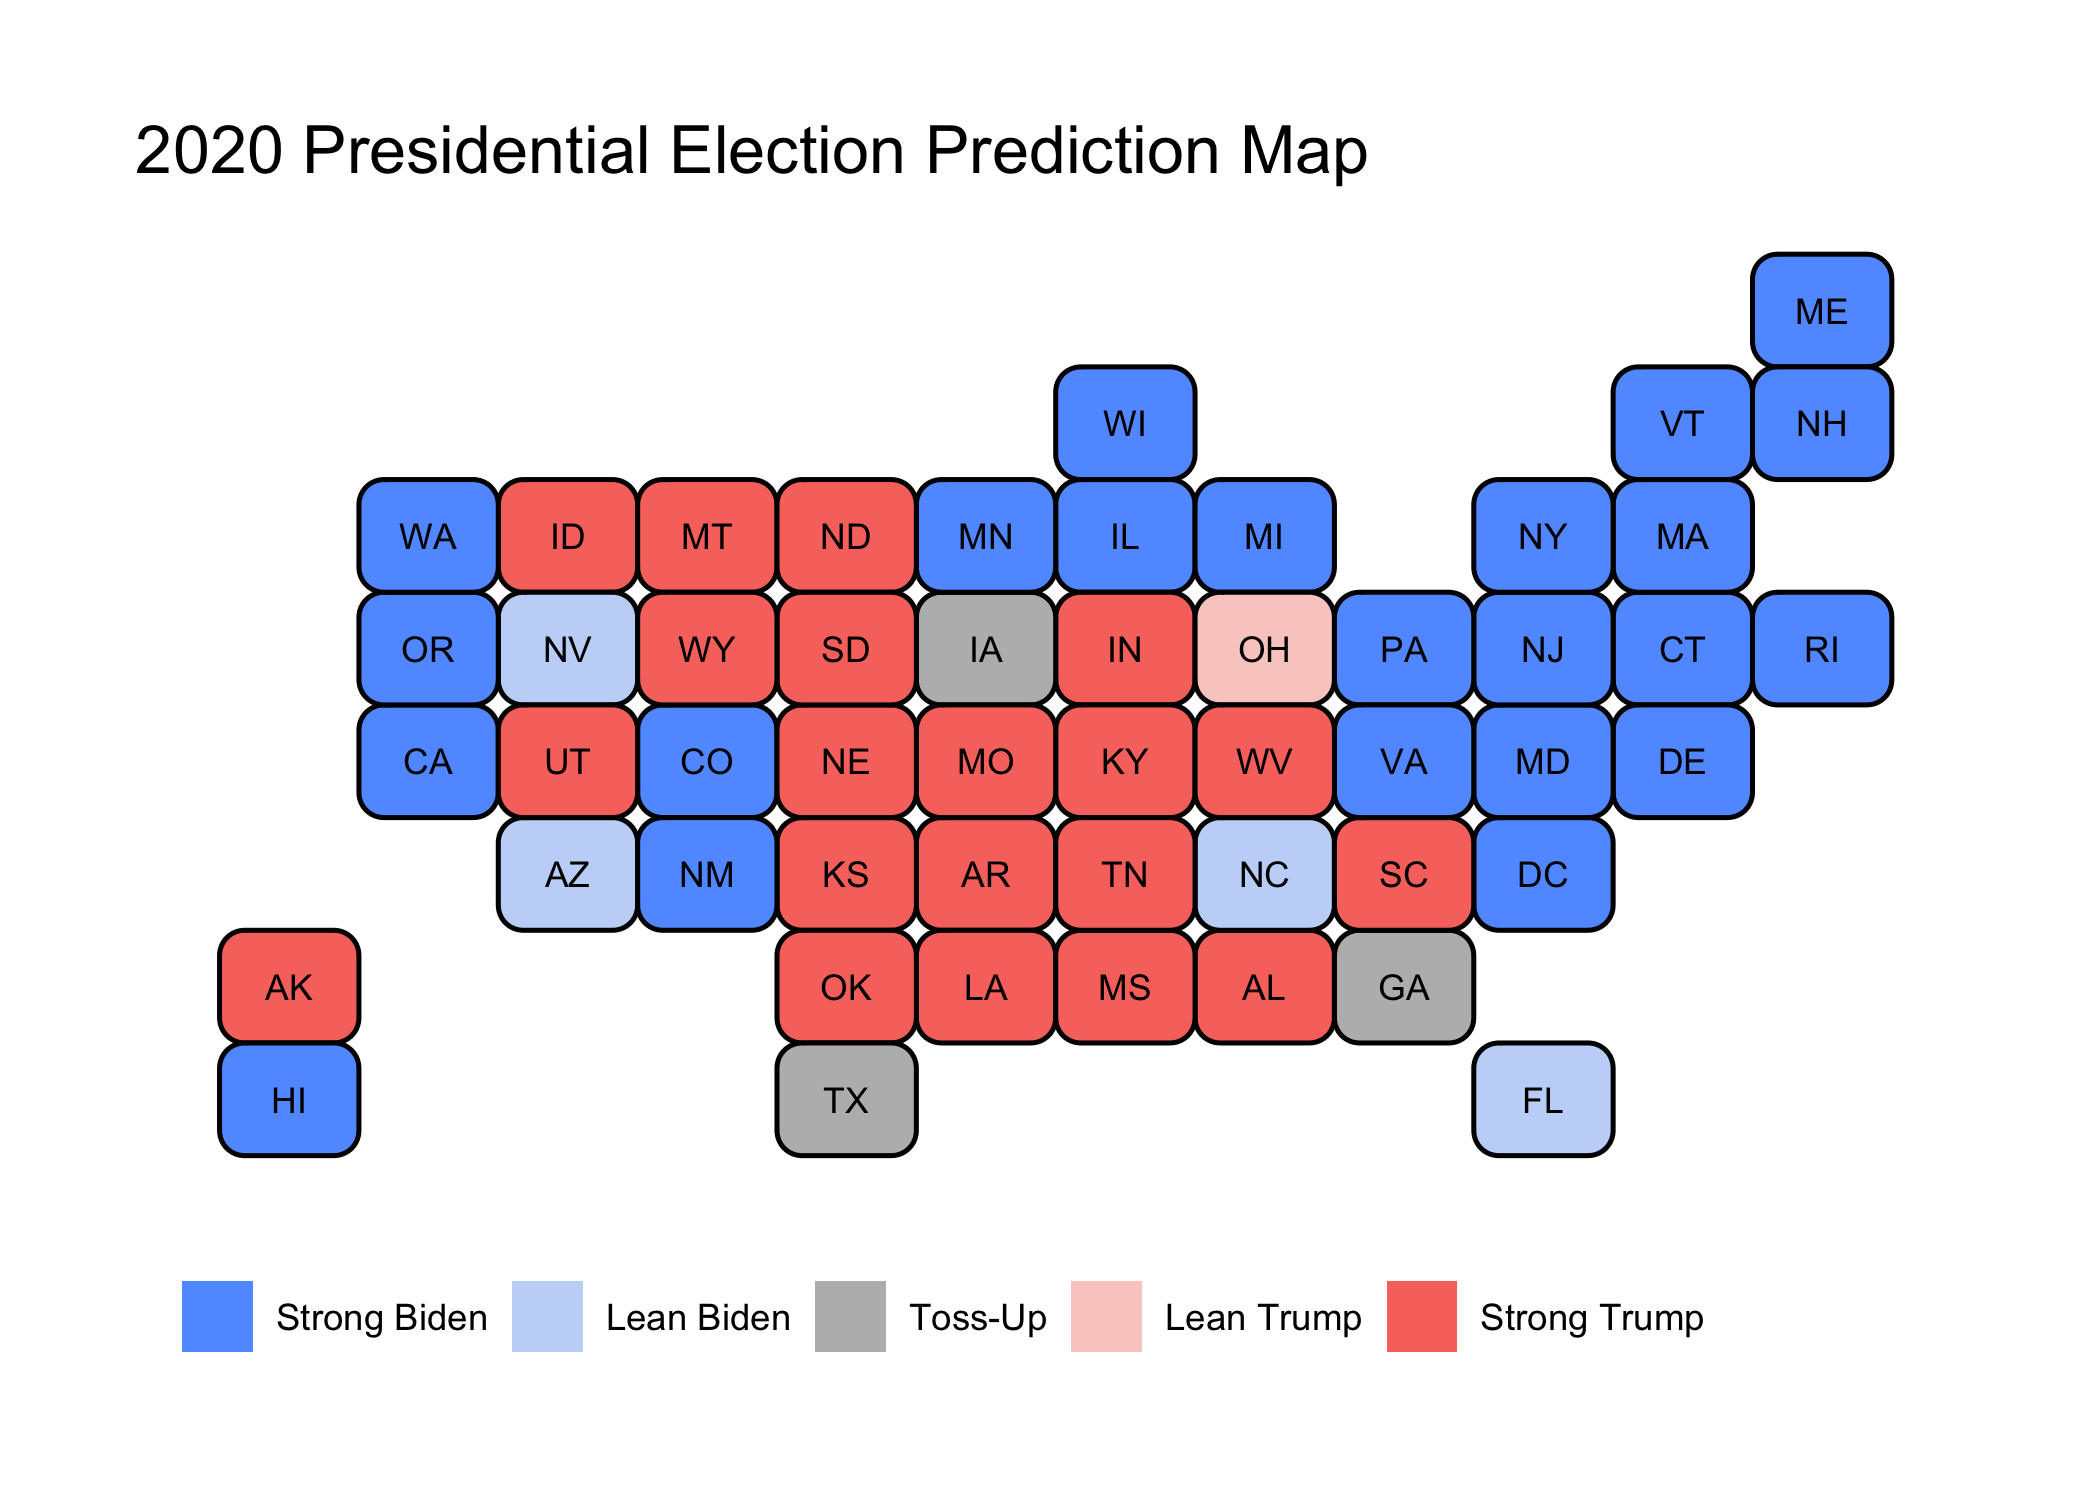 2020 Presidential Election Prediction Map
ME
WI VT NH
WA ID MT ND MN IL MI NY MA
OR NV WY SD IA IN OH PA NJ CT RI
CA UT CO NE MO KY WV VA MD DE
AZ NM KS AR TN NC SC DC
AK OK LA MS AL GA
HI TX FL
Strong Biden Lean Biden Toss-Up Lean Trump Strong Trump